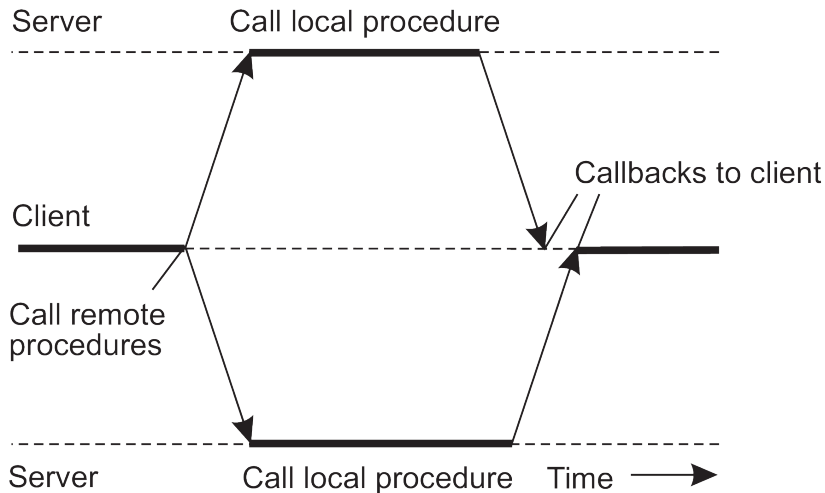 Server
Call local procedure
Callbacks to client
Client
Call remote
procedures
Server
Call local procedure
Time